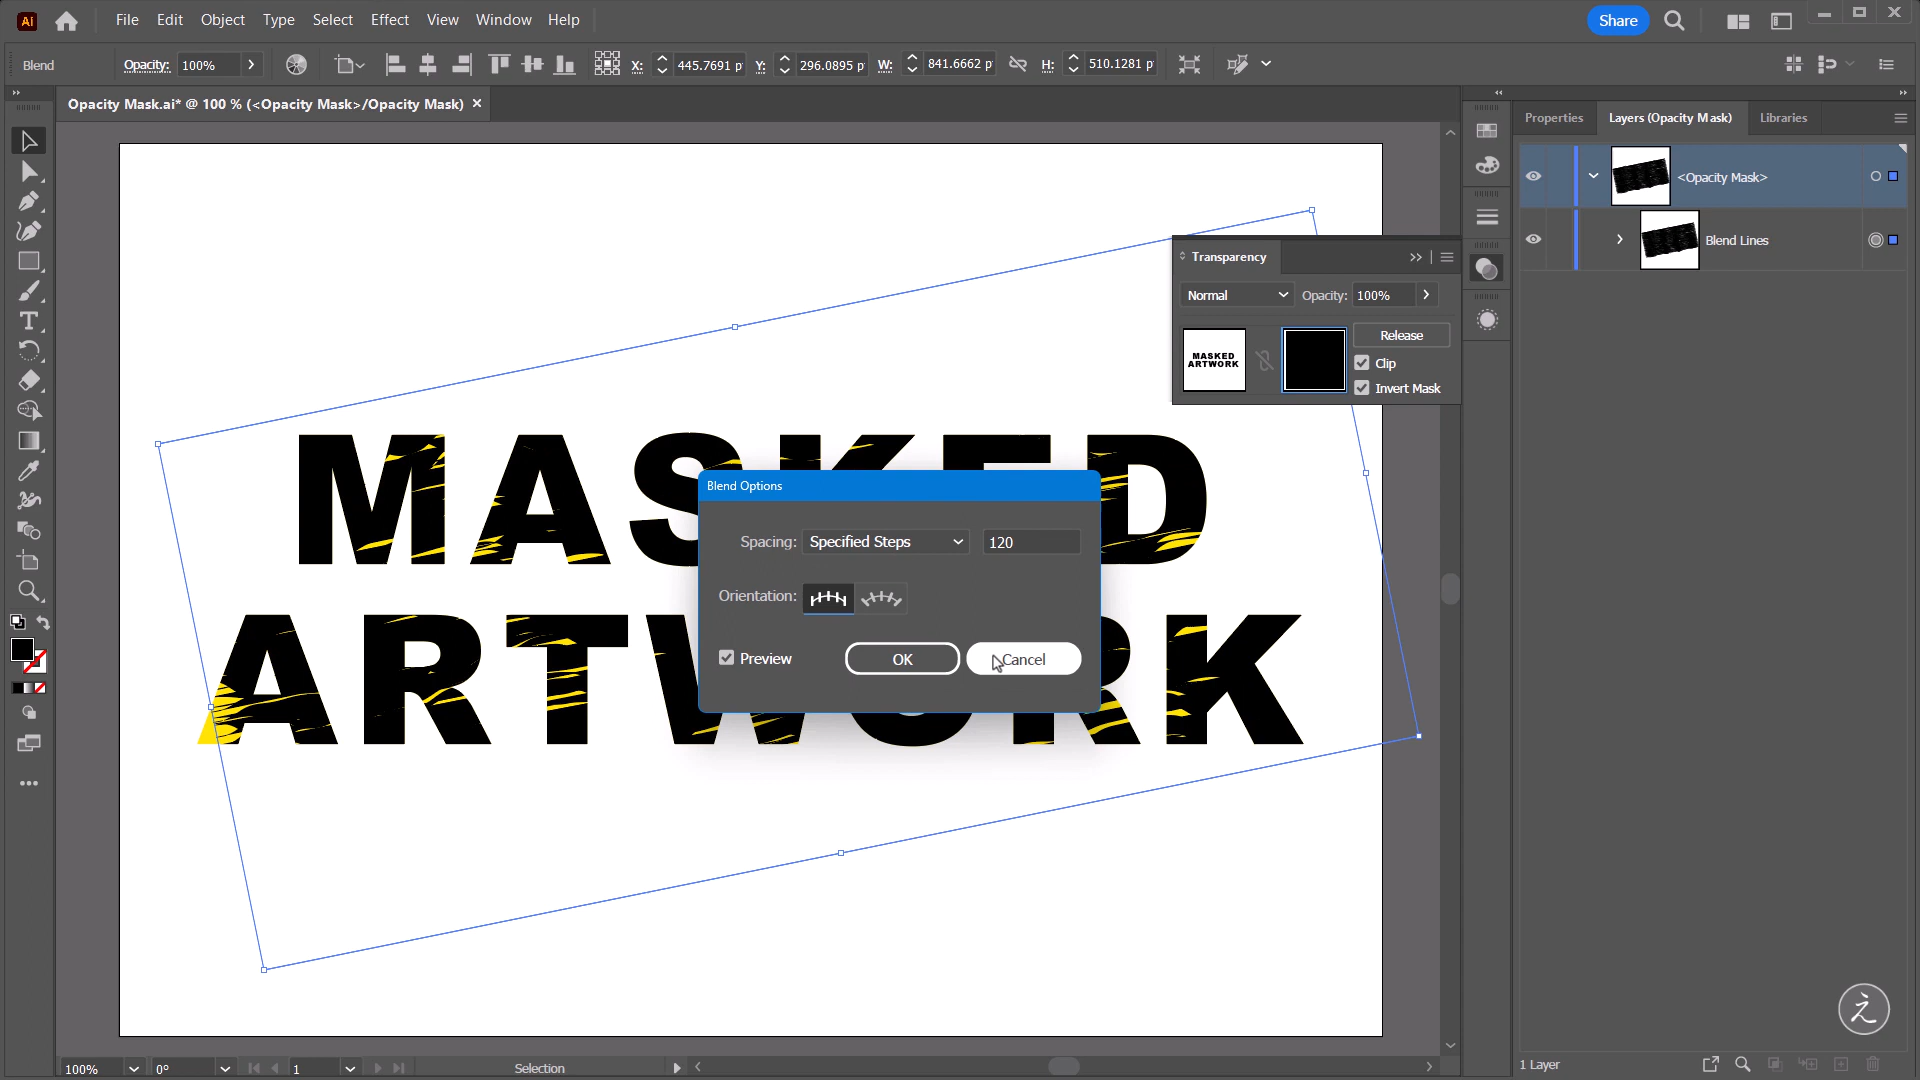 Ai File Edit Object Type Select Effect View Window Help Share
Blend Opacity: 100% X: 445.7691 p Y: 296.0895 p W: 841.6662 p H: 510.1281 p
Opacity Mask.ai* @ 100 % (<Opacity Mask>/Opacity Mask) ×
Properties Layers (Opacity Mask) Libraries
<Opacity Mask>
Blend Lines
Transparency
Normal Opacity: 100%
MASKED
ARTWORK
Release
Clip
Invert Mask
MASKED
ARTWORK
Blend Options
Spacing: Specified Steps 120
Orientation:
Preview OK Cancel
100% 0° 1 Selection
1 Layer